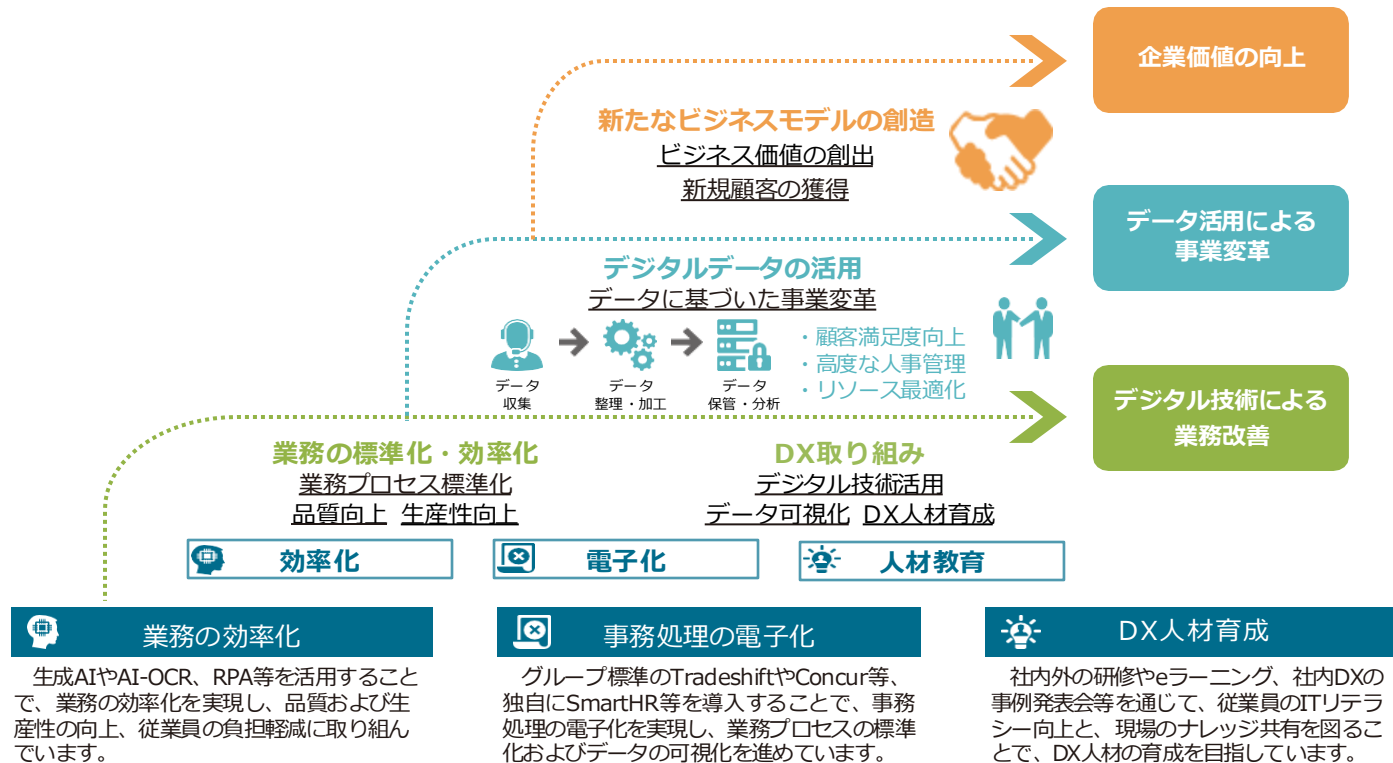 企業価値の向上
新たなビジネスモデルの創造
ビジネス価値の創出
新規顧客の獲得
データ活用による
事業変革
デジタルデータの活用
データに基づいた事業変革
データ
収集
データ
整理・加工
データ
保管・分析
・顧客満足度向上
・高度な人事管理
・リソース最適化
デジタル技術による
業務改善
業務の標準化・効率化
業務プロセス標準化
品質向上 生産性向上
DX取り組み
デジタル技術活用
データ可視化 DX人材育成
効率化
電子化
人材教育
業務の効率化
生成AIやAI-OCR、RPA等を活用すること
で、業務の効率化を実現し、品質および生
産性の向上、従業員の負担軽減に取り組ん
でいます。
事務処理の電子化
グループ標準のTradeshiftやConcur等、
独自にSmartHR等を導入することで、事務
処理の電子化を実現し、業務プロセスの標準
化およびデータの可視化を進めています。
DX人材育成
社内外の研修やeラーニング、社内DXの
事例発表会等を通じて、従業員のITリテラ
シー向上と、現場のナレッジ共有を図るこ
とで、DX人材の育成を目指しています。